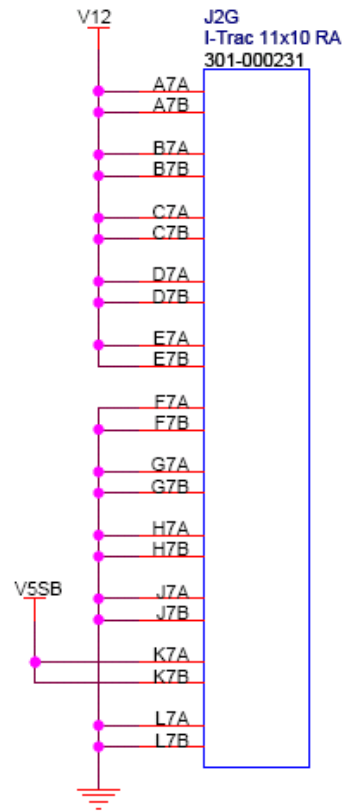 V12
J2G
I-Trac 11x10 RA
301-000231
A7A
A7B
B7A
B7B
C7A
C7B
D7A
D7B
E7A
E7B
F7A
F7B
G7A
G7B
H7A
H7B
V5SB
J7A
J7B
K7A
K7B
L7A
L7B